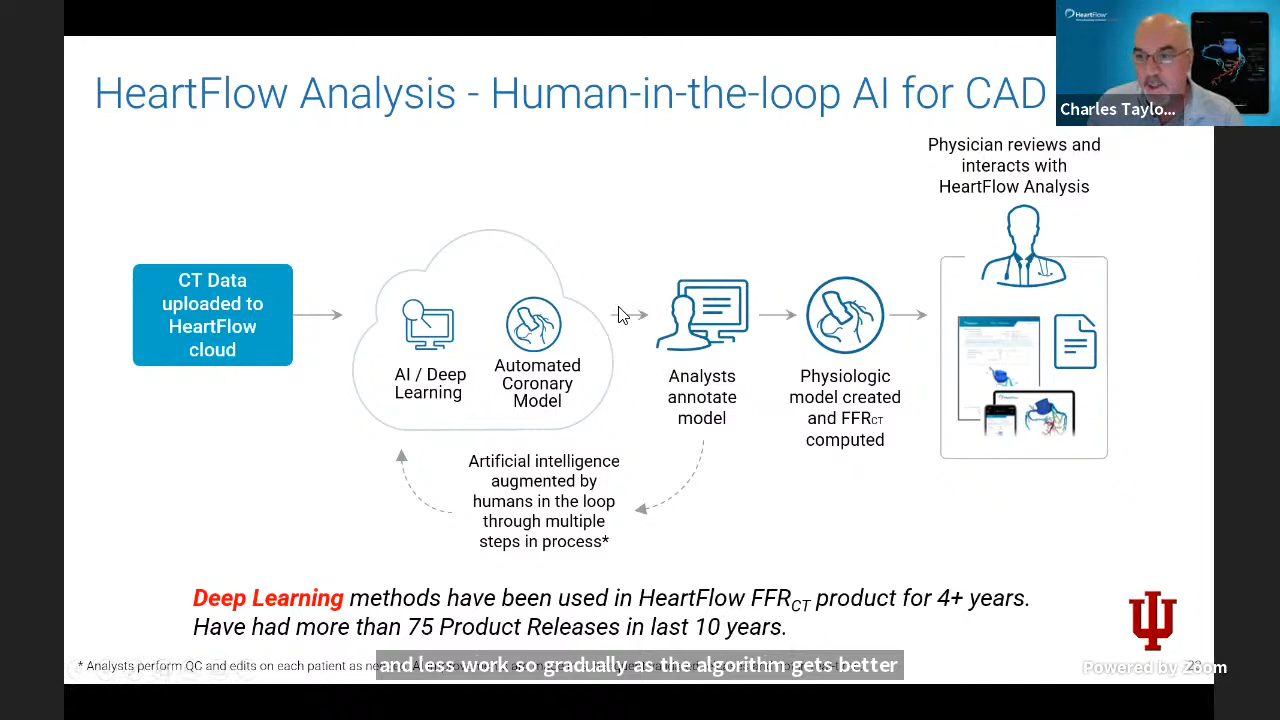 HeartFlow Analysis - Human-in-the-loop AI for CAD
HeartFlow
Charles Taylo...
Physician reviews and
interacts with
HeartFlow Analysis
CT Data
uploaded to
HeartFlow
cloud
AI / Deep
Learning
Automated
Coronary
Model
Analysts
annotate
model
Physiologic
model created
and FFRCT
computed
Artificial intelligence
augmented by
humans in the loop
through multiple
steps in process*
Deep Learning methods have been used in HeartFlow FFRCT product for 4+ years.
Have had more than 75 Product Releases in last 10 years.
* Analysts perform QC and edits on each patient as
and less work so gradually as the algorithm gets better
Powered by Zoom